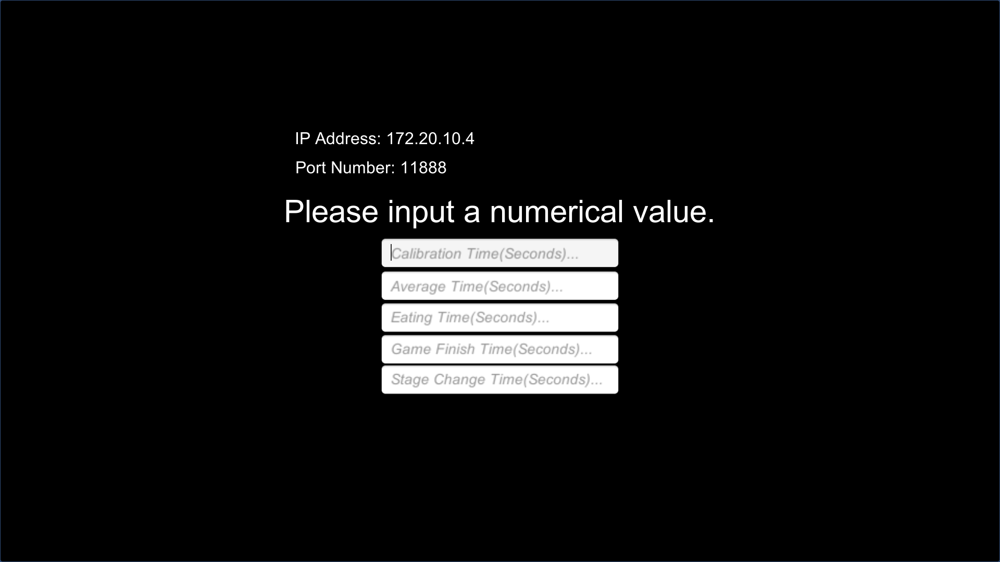 IP Address: 172.20.10.4
Port Number: 11888
Please input a numerical value.
Calibration Time(Seconds)...
Average Time(Seconds)...
Eating Time(Seconds)...
Game Finish Time(Seconds)...
Stage Change Time(Seconds)...